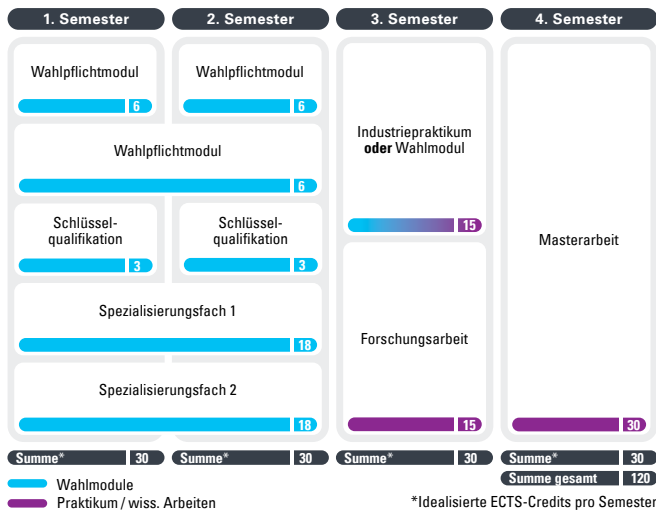 1. Semester
2. Semester
3. Semester
4. Semester
Wahlpflichtmodul
6
Wahlpflichtmodul
6
Wahlpflichtmodul
6
Schlüssel-
qualifikation
3
Schlüssel-
qualifikation
3
Spezialisierungsfach 1
18
Spezialisierungsfach 2
18
Industriepraktikum
oder Wahlmodul
15
Forschungsarbeit
15
Masterarbeit
30
Summe* 30
Summe* 30
Summe* 30
Summe* 30
Summe gesamt 120
Wahlmodule
Praktikum / wiss. Arbeiten
*Idealisierte ECTS-Credits pro Semester